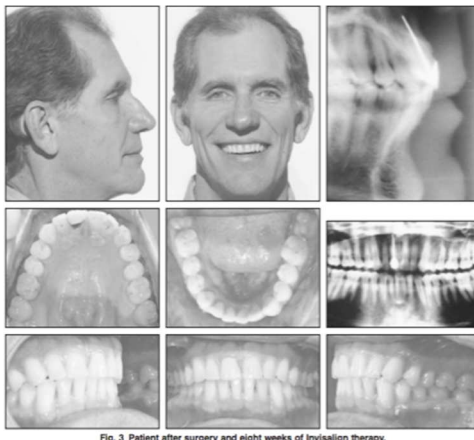 Fig. 3 Patient after surgery and eight weeks of Invisalign therapy.